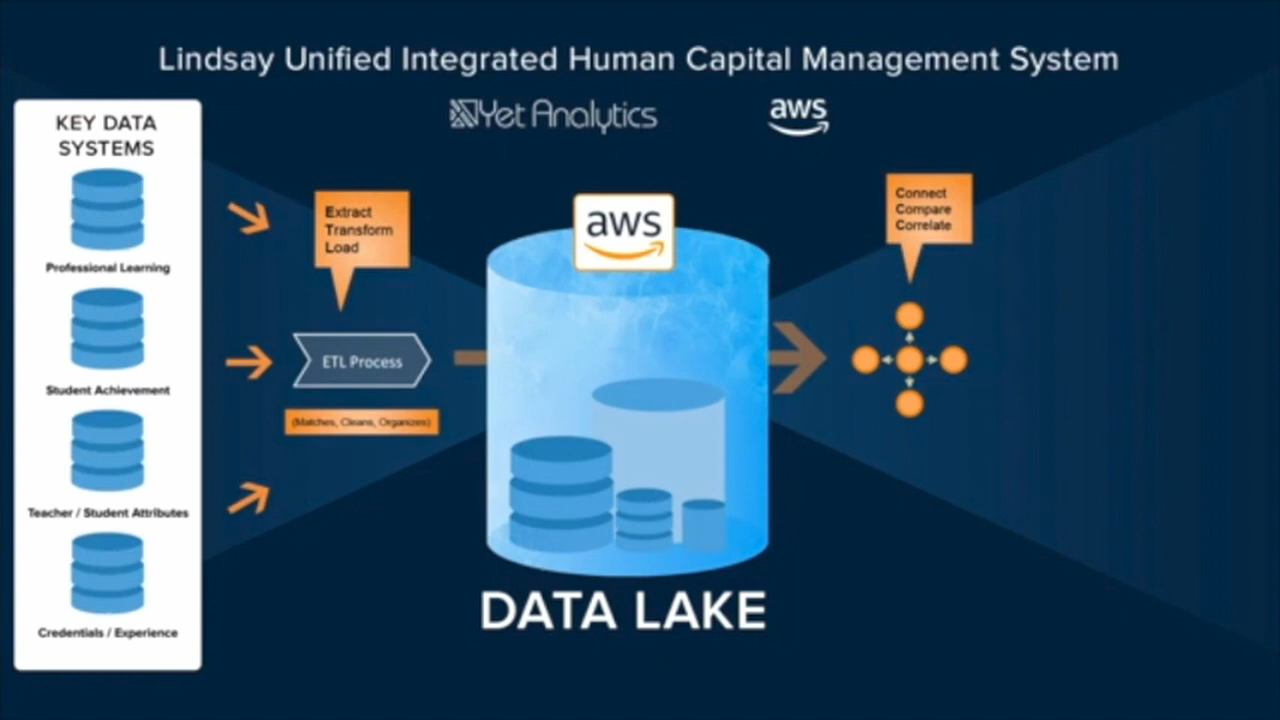 Lindsay Unified Integrated Human Capital Management System
Yet Analytics
aws
KEY DATA
SYSTEMS
Professional Learning
Student Achievement
Teacher / Student Attributes
Credentials / Experience
Extract
Transform
Load
ETL Process
(Matches, Cleans, Organizes)
aws
DATA LAKE
Connect
Compare
Correlate